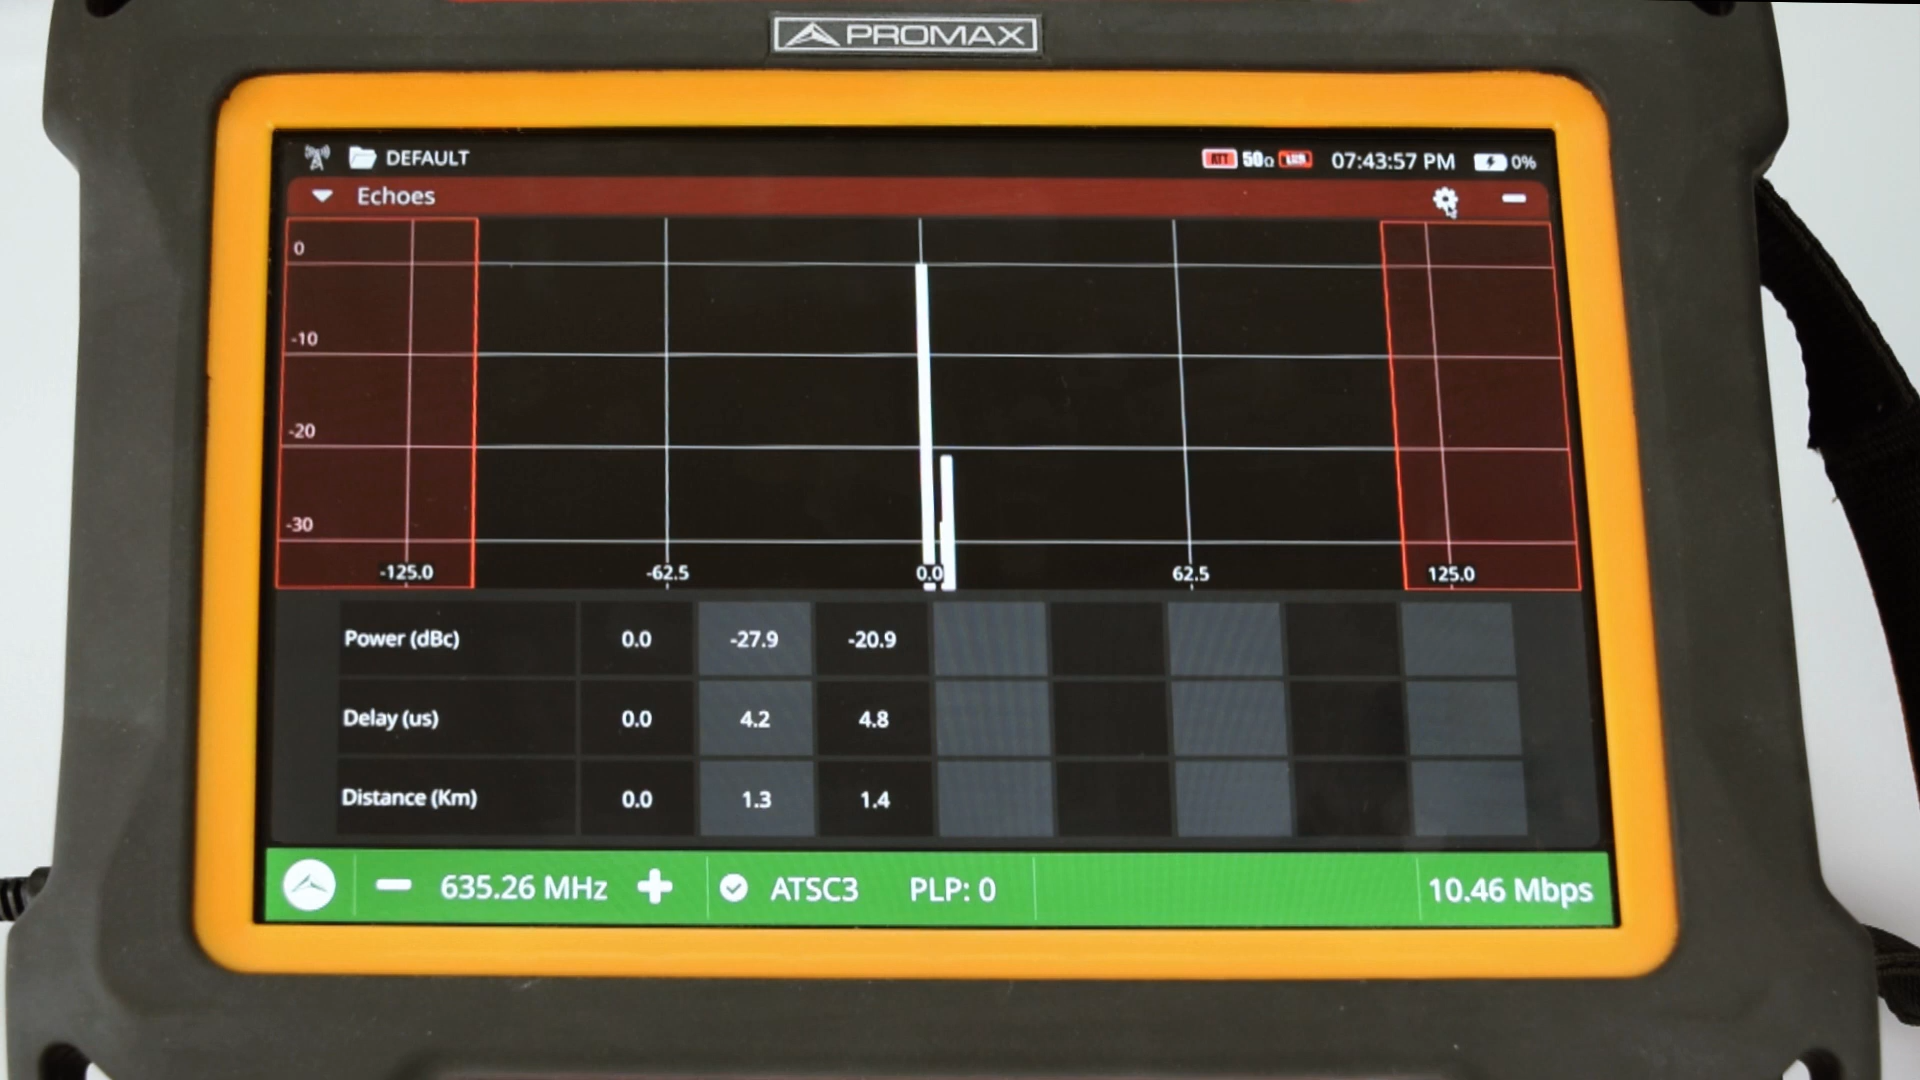 PROMAX
DEFAULT
ATT 50Ω 07:43:57 PM 0%
Echoes
0
-10
-20
-30
-125.0 -62.5 0.0 62.5 125.0
Power (dBc) 0.0 -27.9 -20.9
Delay (us) 0.0 4.2 4.8
Distance (Km) 0.0 1.3 1.4
635.26 MHz ATSC3 PLP: 0 10.46 Mbps